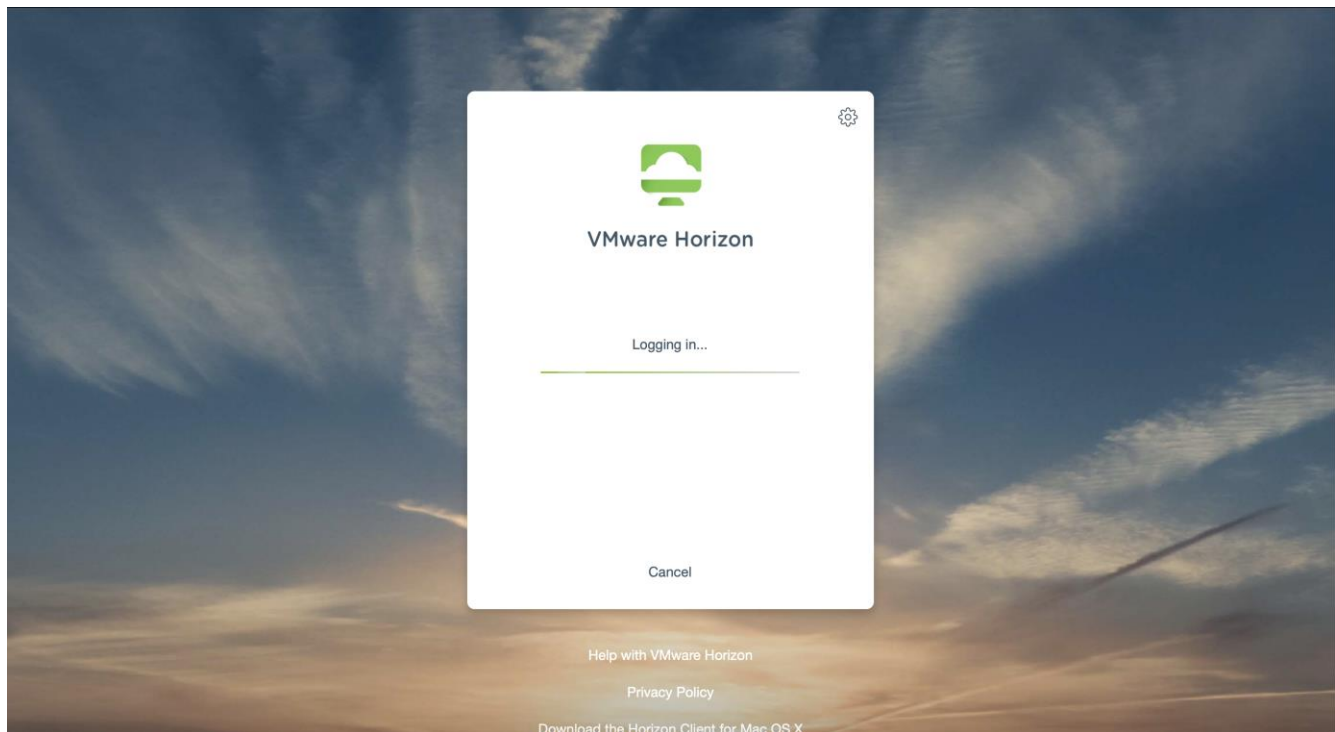 VMware Horizon
Logging in...
Cancel
Help with VMware Horizon
Privacy Policy
Download the Horizon Client for Mac OS X